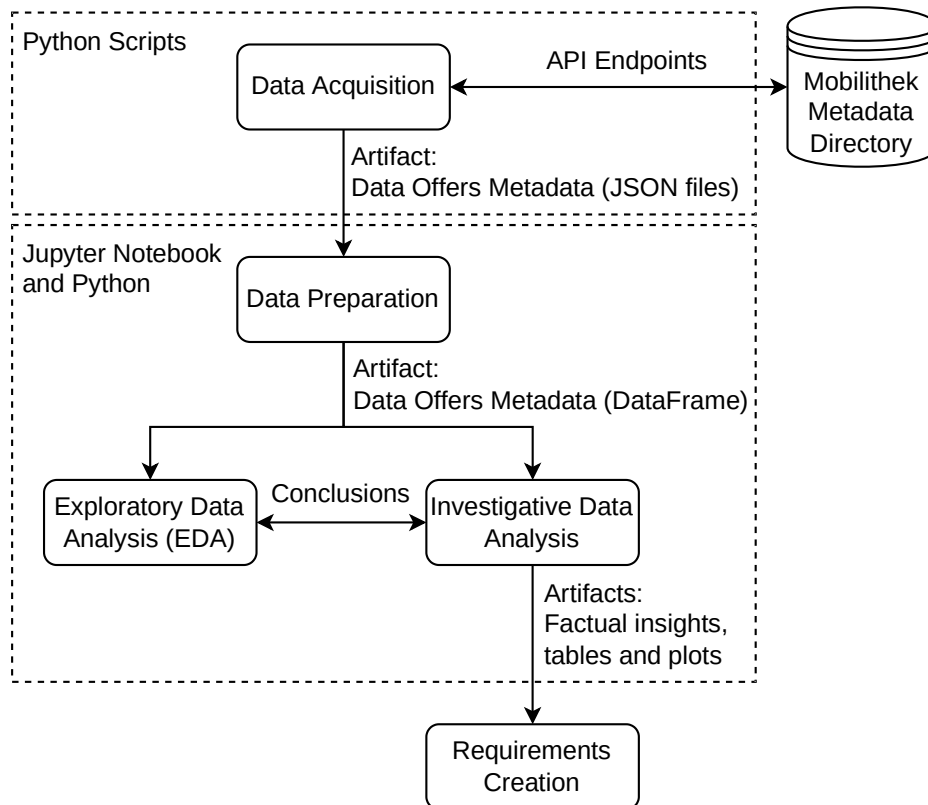 Python Scripts
Data Acquisition
API Endpoints
Mobilithek
Metadata
Directory
Artifact:
Data Offers Metadata (JSON files)
Jupyter Notebook
and Python
Data Preparation
Artifact:
Data Offers Metadata (DataFrame)
Exploratory Data
Analysis (EDA)
Conclusions
Investigative Data
Analysis
Artifacts:
Factual insights,
tables and plots
Requirements
Creation